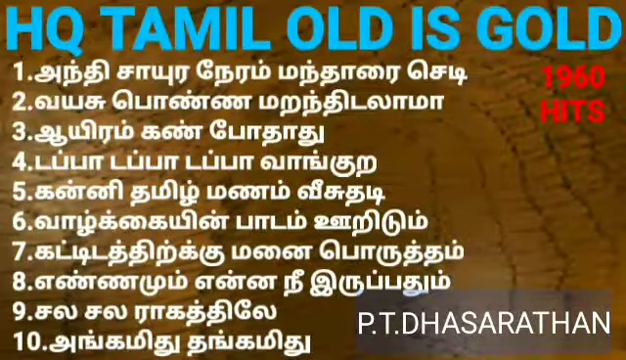 HQ TAMIL OLD IS GOLD
1.அந்தி சாயுர நேரம் மந்தாரை செடி
1960
2.வயசு பொண்ண மறந்திடலாமா
HITS
3.ஆயிரம் கண் போதாது
4.டப்பா டப்பா டப்பா வாங்குற
5.கன்னி தமிழ் மணம் வீசுதடி
6.வாழ்க்கையின் பாடம் ஊறிடும்
7.கட்டிடத்திற்க்கு மனை பொருத்தம்
8.எண்ணமும் என்ன நீ இருப்பதும்
9.சல சல ராகத்திலே
P.T.DHASARATHAN
10.அங்கமிது தங்கமிது